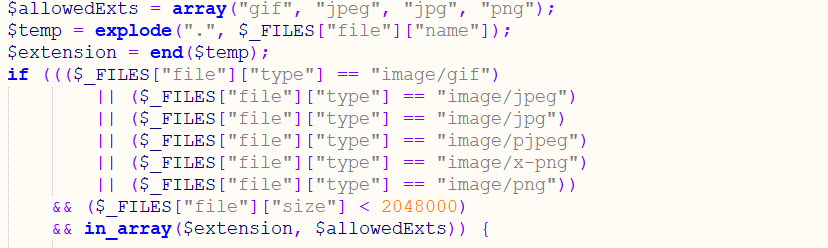 $allowedExts = array("gif", "jpeg", "jpg", "png");
$temp = explode(".", $_FILES["file"]["name"]);
$extension = end($temp);
if ((($_FILES["file"]["type"] == "image/gif")
|| ($_FILES["file"]["type"] == "image/jpeg")
|| ($_FILES["file"]["type"] == "image/jpg")
|| ($_FILES["file"]["type"] == "image/pjpeg")
|| ($_FILES["file"]["type"] == "image/x-png")
|| ($_FILES["file"]["type"] == "image/png"))
&& ($_FILES["file"]["size"] < 2048000)
&& in_array($extension, $allowedExts)) {